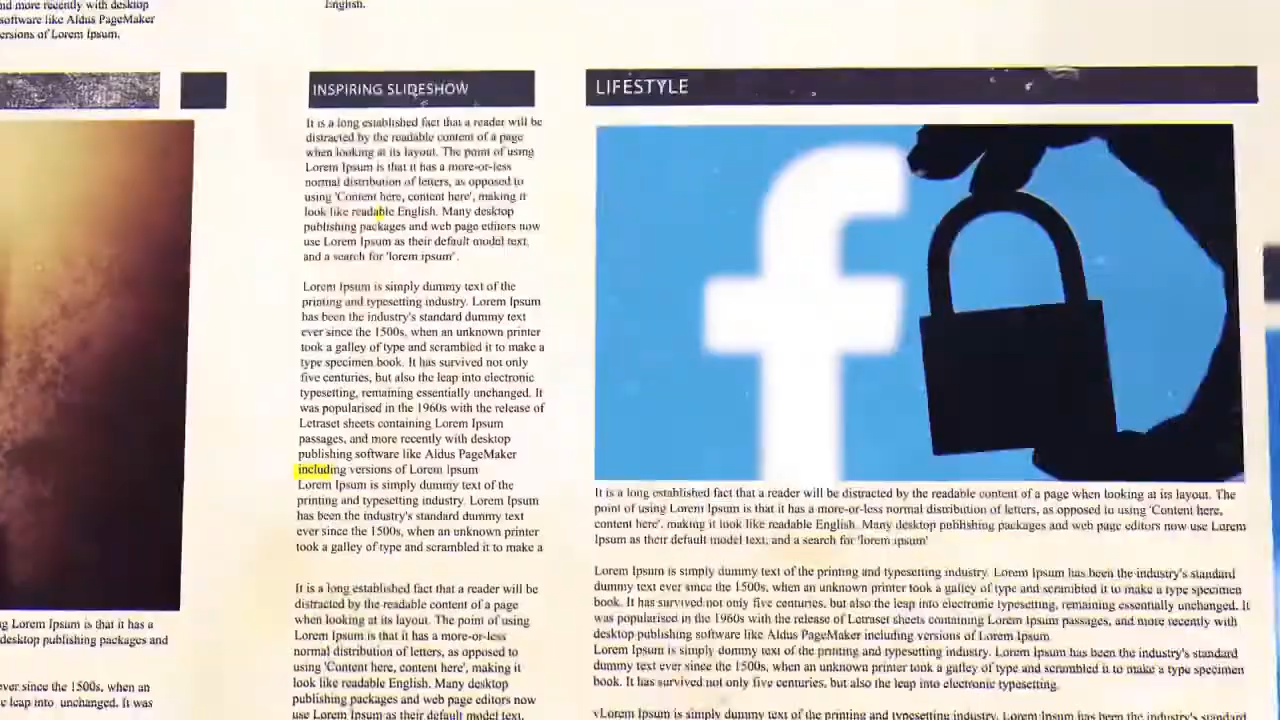 nd more recently with desktop
software like Aldus PageMaker
ersions of Lorem Ipsum.
English.
INSPIRING SLIDESHOW
It is a long established fact that a reader will be
distracted by the readable content of a page
when looking at its layout. The point of using
Lorem Ipsum is that it has a more-or-less
normal distribution of letters, as opposed to
using 'Content here, content here', making it
look like readable English. Many desktop
publishing packages and web page editors now
use Lorem Ipsum as their default model text,
and a search for 'lorem ipsum'.
Lorem Ipsum is simply dummy text of the
printing and typesetting industry. Lorem Ipsum
has been the industry's standard dummy text
ever since the 1500s, when an unknown printer
took a galley of type and scrambled it to make a
type specimen book. It has survived not only
five centuries, but also the leap into electronic
typesetting, remaining essentially unchanged. It
was popularised in the 1960s with the release of
Letraset sheets containing Lorem Ipsum
passages, and more recently with desktop
publishing software like Aldus PageMaker
including versions of Lorem Ipsum
Lorem Ipsum is simply dummy text of the
printing and typesetting industry. Lorem Ipsum
has been the industry's standard dummy text
ever since the 1500s, when an unknown printer
took a galley of type and scrambled it to make a
It is a long established fact that a reader will be
distracted by the readable content of a page
when looking at its layout. The point of using
Lorem Ipsum is that it has a more-or-less
normal distribution of letters, as opposed to
using 'Content here, content here', making it
look like readable English. Many desktop
publishing packages and web page editors now
use Lorem Ipsum as their default model text,
LIFESTYLE
f
It is a long established fact that a reader will be distracted by the readable content of a page when looking at its layout. The
point of using Lorem Ipsum is that it has a more-or-less normal distribution of letters, as opposed to using 'Content here,
content here', making it look like readable English. Many desktop publishing packages and web page editors now use Lorem
Ipsum as their default model text, and a search for 'lorem ipsum'
Lorem Ipsum is simply dummy text of the printing and typesetting industry. Lorem Ipsum has been the industry's standard
dummy text ever since the 1500s, when an unknown printer took a galley of type and scrambled it to make a type specimen
book. It has survived not only five centuries, but also the leap into electronic typesetting, remaining essentially unchanged. It
was popularised in the 1960s with the release of Letraset sheets containing Lorem Ipsum passages, and more recently with
desktop publishing software like Aldus PageMaker including versions of Lorem Ipsum
Lorem Ipsum is simply dummy text of the printing and typesetting industry. Lorem Ipsum has been the industry's standard
dummy text ever since the 1500s, when an unknown printer took a galley of type and scrambled it to make a type specimen
book. It has survived not only five centuries, but also the leap into electronic typesetting.
vLorem Ipsum is simply dummy text of the printing and typesetting industry. Lorem Ipsum has been the industry's standard
ng Lorem Ipsum is that it has a
desktop publishing packages and
ever since the 1500s, when an
e leap into unchanged. It was